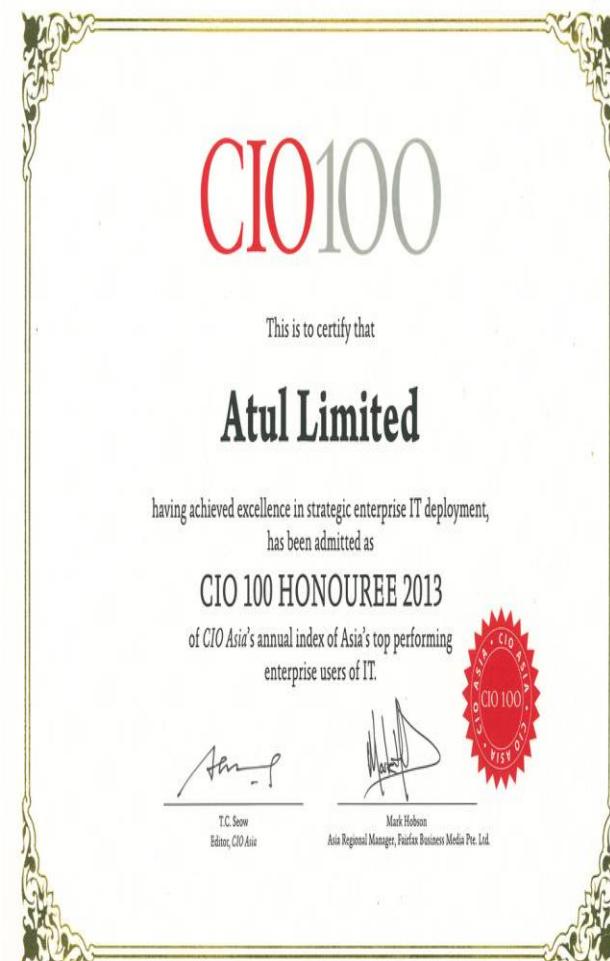 CIO100
This is to certify that
Atul Limited
having achieved excellence in strategic enterprise IT deployment,
has been admitted as
CIO 100 HONOUREE 2013
of CIO Asia's annual index of Asia's top performing
enterprise users of IT.
CIO ASIA · CIO ASIA · CIO ASIA ·
CIO 100
T.C. Seow
Editor, CIO Asia
Mark Hobson
Asia Regional Manager, Fairfax Business Media Pte. Ltd.